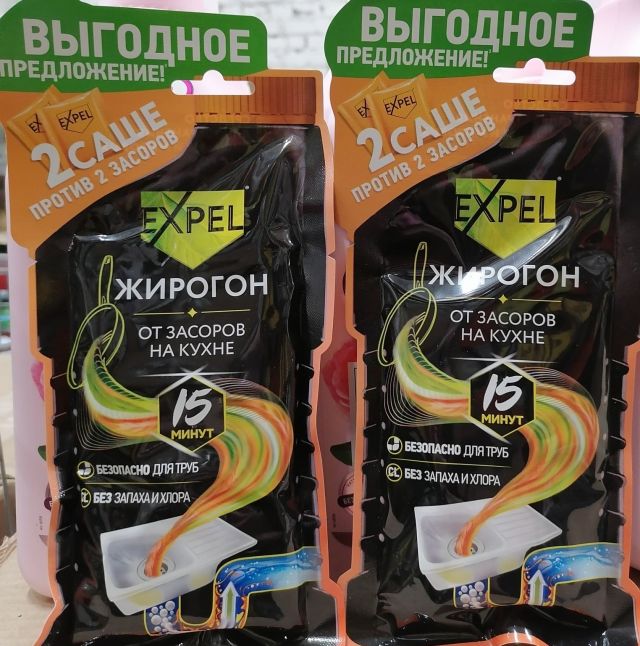 ВЫГОДНОЕ
ПРЕДЛОЖЕНИЕ!
EXPEL
2 САШЕ
ПРОТИВ 2 ЗАСОРОВ
EXPEL
ЖИРОГОН
ОТ ЗАСОРОВ
НА КУХНЕ
15
МИНУТ
БЕЗОПАСНО ДЛЯ ТРУБ
БЕЗ ЗАПАХА И ХЛОРА
ВЫГОДНОЕ
ПРЕДЛОЖЕНИЕ!
EXPEL
2 САШЕ
ПРОТИВ 2 ЗАСОРОВ
EXPEL
ЖИРОГОН
ОТ ЗАСОРОВ
НА КУХНЕ
15
МИНУТ
БЕЗОПАСНО ДЛЯ ТРУБ
CL БЕЗ ЗАПАХА И ХЛОРА